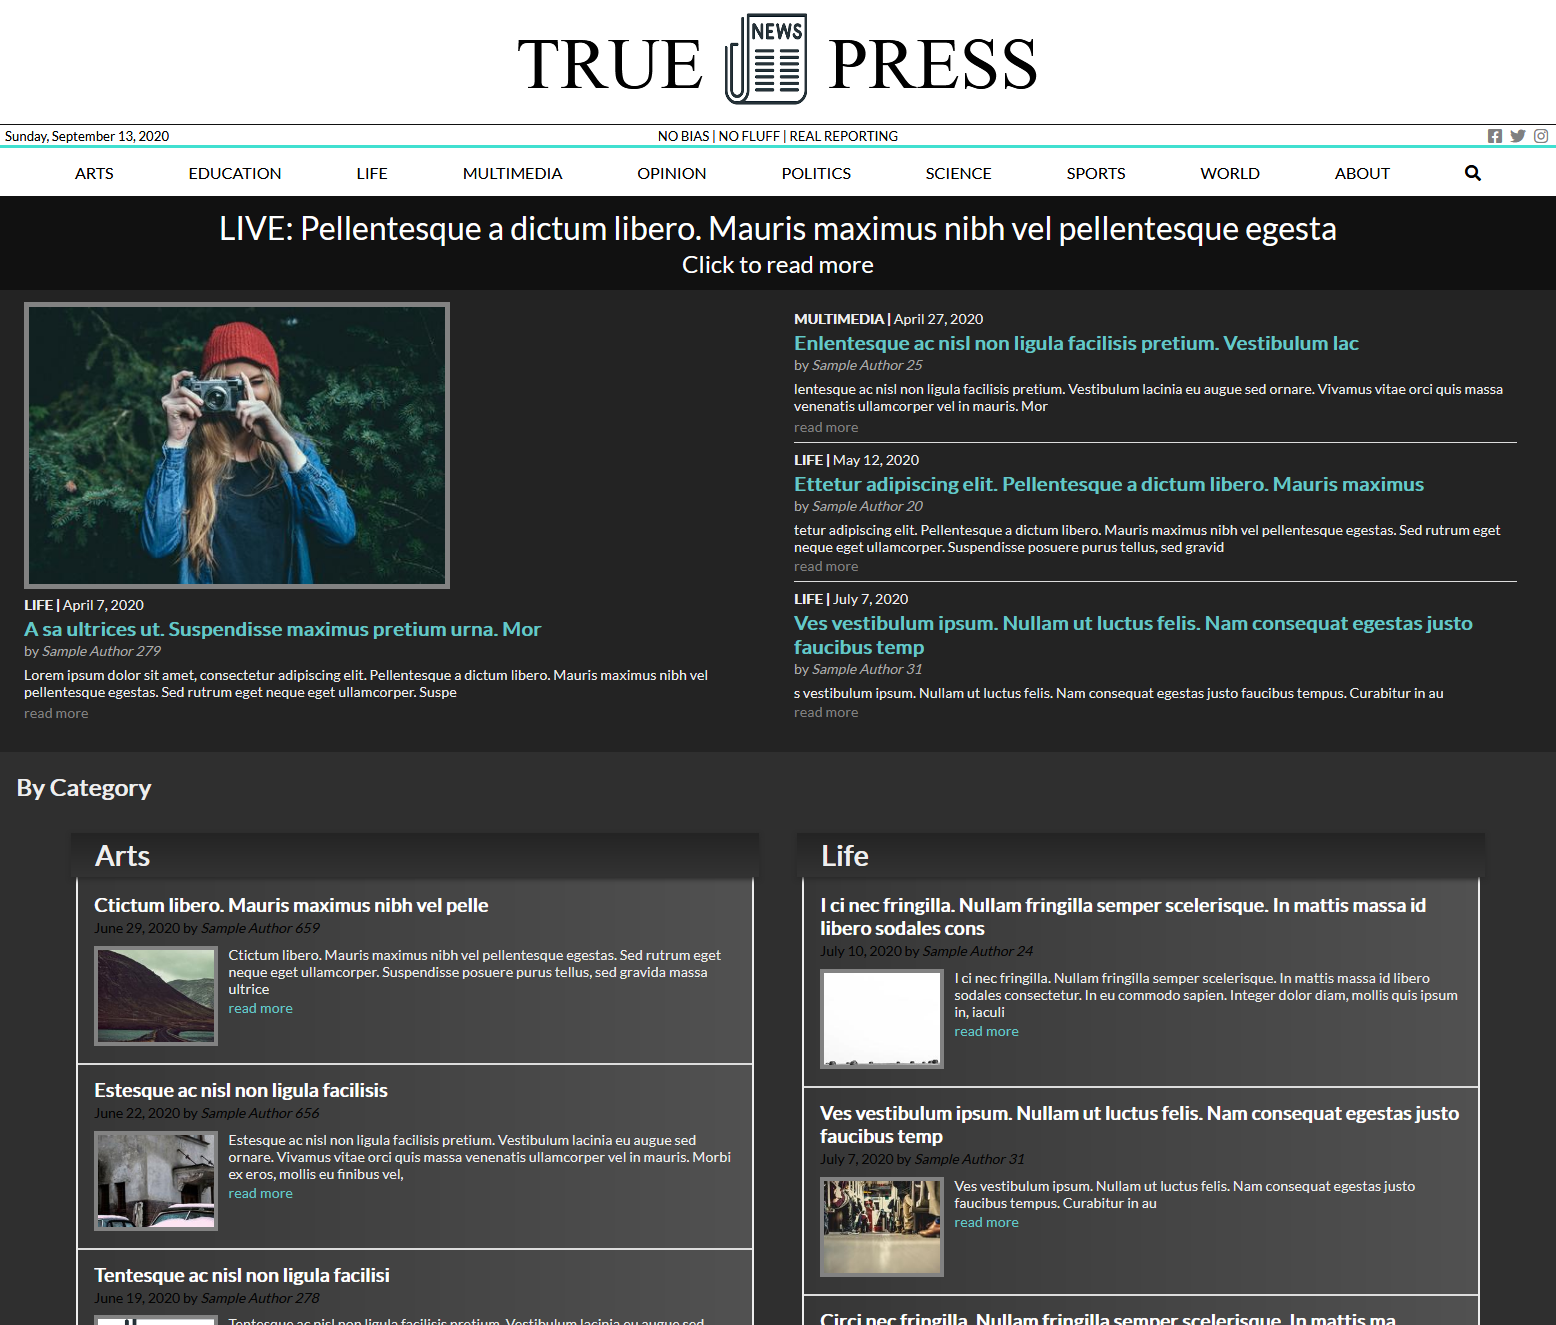 TRUE NEWS PRESS
Sunday, September 13, 2020
NO BIAS | NO FLUFF | REAL REPORTING
ARTS EDUCATION LIFE MULTIMEDIA OPINION POLITICS SCIENCE SPORTS WORLD ABOUT
LIVE: Pellentesque a dictum libero. Mauris maximus nibh vel pellentesque egesta
Click to read more
LIFE | April 7, 2020
A sa ultrices ut. Suspendisse maximus pretium urna. Mor
by Sample Author 279
Lorem ipsum dolor sit amet, consectetur adipiscing elit. Pellentesque a dictum libero. Mauris maximus nibh vel
pellentesque egestas. Sed rutrum eget neque eget ullamcorper. Suspe
read more
MULTIMEDIA | April 27, 2020
Enlentesque ac nisl non ligula facilisis pretium. Vestibulum lac
by Sample Author 25
lentesque ac nisl non ligula facilisis pretium. Vestibulum lacinia eu augue sed ornare. Vivamus vitae orci quis massa
venenatis ullamcorper vel in mauris. Mor
read more
LIFE | May 12, 2020
Ettetur adipiscing elit. Pellentesque a dictum libero. Mauris maximus
by Sample Author 20
tetur adipiscing elit. Pellentesque a dictum libero. Mauris maximus nibh vel pellentesque egestas. Sed rutrum eget
neque eget ullamcorper. Suspendisse posuere purus tellus, sed gravid
read more
LIFE | July 7, 2020
Ves vestibulum ipsum. Nullam ut luctus felis. Nam consequat egestas justo
faucibus temp
by Sample Author 31
s vestibulum ipsum. Nullam ut luctus felis. Nam consequat egestas justo faucibus tempus. Curabitur in au
read more
By Category
Arts
Ctictum libero. Mauris maximus nibh vel pelle
June 29, 2020 by Sample Author 659
Ctictum libero. Mauris maximus nibh vel pellentesque egestas. Sed rutrum eget
neque eget ullamcorper. Suspendisse posuere purus tellus, sed gravida massa
ultrice
read more
Estesque ac nisl non ligula facilisis
June 22, 2020 by Sample Author 656
Estesque ac nisl non ligula facilisis pretium. Vestibulum lacinia eu augue sed
ornare. Vivamus vitae orci quis massa venenatis ullamcorper vel in mauris. Morbi
ex eros, mollis eu finibus vel,
read more
Tentesque ac nisl non ligula facilisi
June 19, 2020 by Sample Author 278
Tentesque ac nisl non ligula facilisis pretium. Vestibulum lacinia eu augue sed
Life
I ci nec fringilla. Nullam fringilla semper scelerisque. In mattis massa id
libero sodales cons
July 10, 2020 by Sample Author 24
I ci nec fringilla. Nullam fringilla semper scelerisque. In mattis massa id libero
sodales consectetur. In eu commodo sapien. Integer dolor diam, mollis quis ipsum
in, iaculi
read more
Ves vestibulum ipsum. Nullam ut luctus felis. Nam consequat egestas justo
faucibus temp
July 7, 2020 by Sample Author 31
Ves vestibulum ipsum. Nullam ut luctus felis. Nam consequat egestas justo
faucibus tempus. Curabitur in au
read more
Circi nec fringilla. Nullam fringilla semper scelerisque. In mattis ma